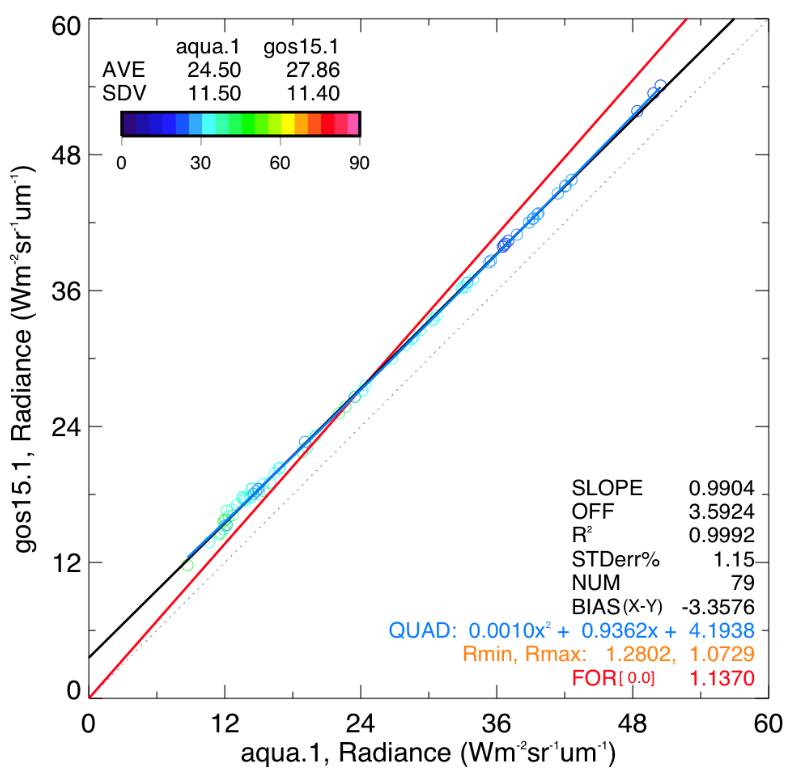 60
48
36
24
12
0
gos15.1, Radiance (Wm⁻²sr⁻¹um⁻¹)
aqua.1 gos15.1
AVE 24.50 27.86
SDV 11.50 11.40
0 30 60 90
SLOPE 0.9904
OFF 3.5924
R² 0.9992
STDerr% 1.15
NUM 79
BIAS(X-Y) -3.3576
QUAD: 0.0010x² + 0.9362x + 4.1938
Rmin, Rmax: 1.2802, 1.0729
FOR[ 0.0] 1.1370
0 12 24 36 48 60
aqua.1, Radiance (Wm⁻²sr⁻¹um⁻¹)